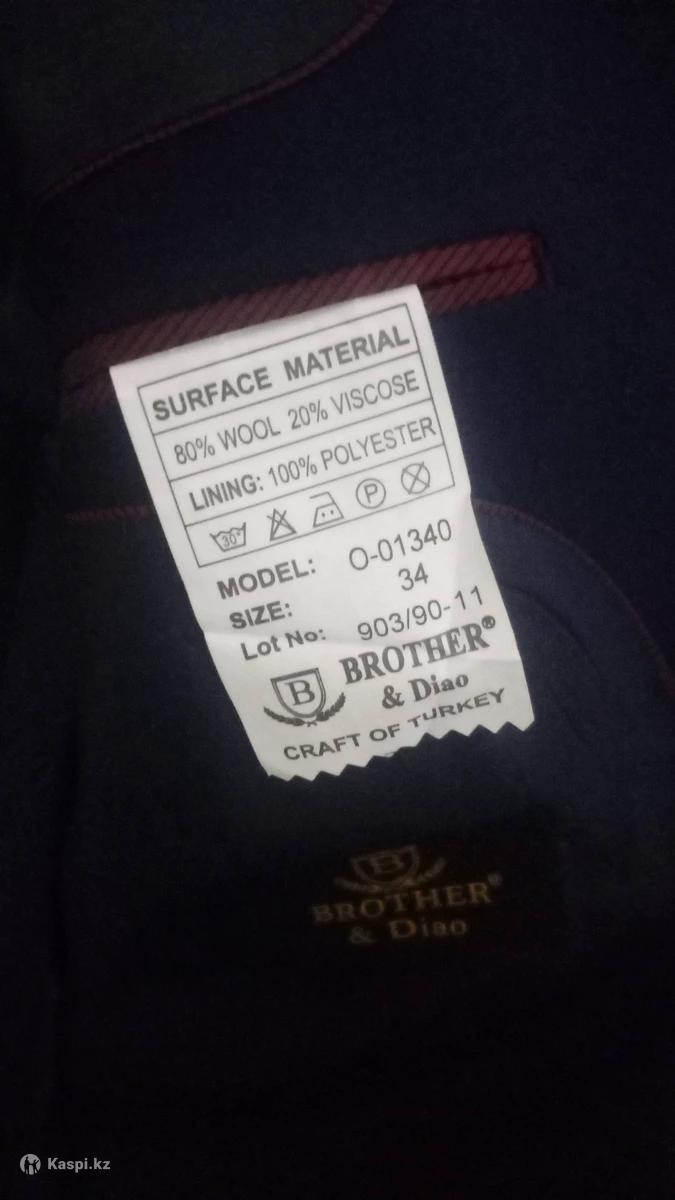 SURFACE MATERIAL
80% WOOL 20% VISCOSE
LINING: 100% POLYESTER
30° P
MODEL: O-01340
SIZE: 34
Lot No: 903/90-11
B BROTHER®
& Diao
CRAFT OF TURKEY
B
BROTHER®
& Diao
Kaspi.kz